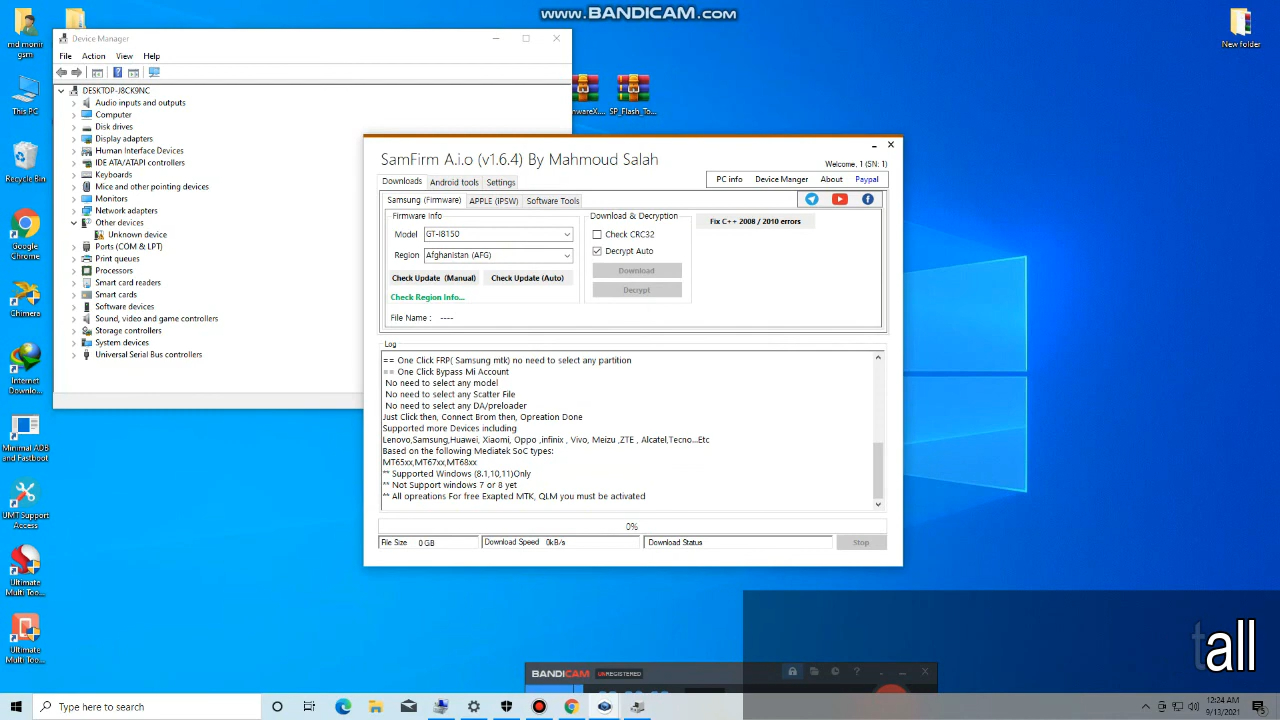 www.BANDICAM.com
md monir
gsm
This PC
Recycle Bin
Google
Chrome
Chimera
Internet
Downlo...
Minimal ADB
and Fastboot
UMT Support
Access
Ultimate
Multi Too...
Ultimate
Multi Too...
New folder
SP_Flash_To...
Device Manager
File Action View Help
DESKTOP-J8CK9NC
Audio inputs and outputs
Computer
Disk drives
Display adapters
Human Interface Devices
IDE ATA/ATAPI controllers
Keyboards
Mice and other pointing devices
Monitors
Network adapters
Other devices
Unknown device
Ports (COM & LPT)
Print queues
Processors
Smart card readers
Smart cards
Software devices
Sound, video and game controllers
Storage controllers
System devices
Universal Serial Bus controllers
SamFirm A.i.o (v1.6.4) By Mahmoud Salah
Welcome, 1 (SN: 1)
Downloads Android tools Settings
PC info Device Manger About Paypal
Samsung (Firmware) APPLE (IPSW) Software Tools
Firmware Info
Model GT-I8150
Region Afghanistan (AFG)
Check Update (Manual) Check Update (Auto)
Check Region Info...
File Name : ----
Download & Decryption
Check CRC32
Decrypt Auto
Download
Decrypt
Fix C++ 2008 / 2010 errors
Log
== One Click FRP( Samsung mtk) no need to select any partition
== One Click Bypass Mi Account
No need to select any model
No need to select any Scatter File
No need to select any DA/preloader
Just Click then, Connect Brom then, Opreation Done
Supported more Devices including
Lenovo,Samsung,Huawei, Xiaomi, Oppo ,infinix , Vivo, Meizu ,ZTE , Alcatel,Tecno...Etc
Based on the following Mediatek SoC types:
MT65xx,MT67xx,MT68xx
** Supported Windows (8.1,10,11)Only
** Not Support windows 7 or 8 yet
** All opreations For free Exapted MTK, QLM you must be activated
0%
File Size 0 GB Download Speed 0kB/s Download Status Stop
tall
BANDICAM UNREGISTERED
Type here to search
12:24 AM
9/13/2021